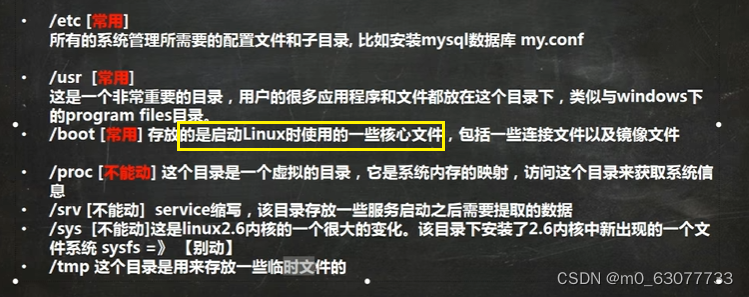 • /etc [常用]
所有的系统管理所需要的配置文件和子目录, 比如安装mysql数据库 my.conf
• /usr [常用]
这是一个非常重要的目录，用户的很多应用程序和文件都放在这个目录下，类似与windows下
的program files目录。
• /boot [常用] 存放的是启动Linux时使用的一些核心文件，包括一些连接文件以及镜像文件
• /proc [不能动] 这个目录是一个虚拟的目录，它是系统内存的映射，访问这个目录来获取系统信
息
• /srv [不能动] service缩写，该目录存放一些服务启动之后需要提取的数据
• /sys [不能动]这是linux2.6内核的一个很大的变化。该目录下安装了2.6内核中新出现的一个文
件系统 sysfs =》【别动】
• /tmp 这个目录是用来存放一些临时文件的
CSDN @m0_63077733